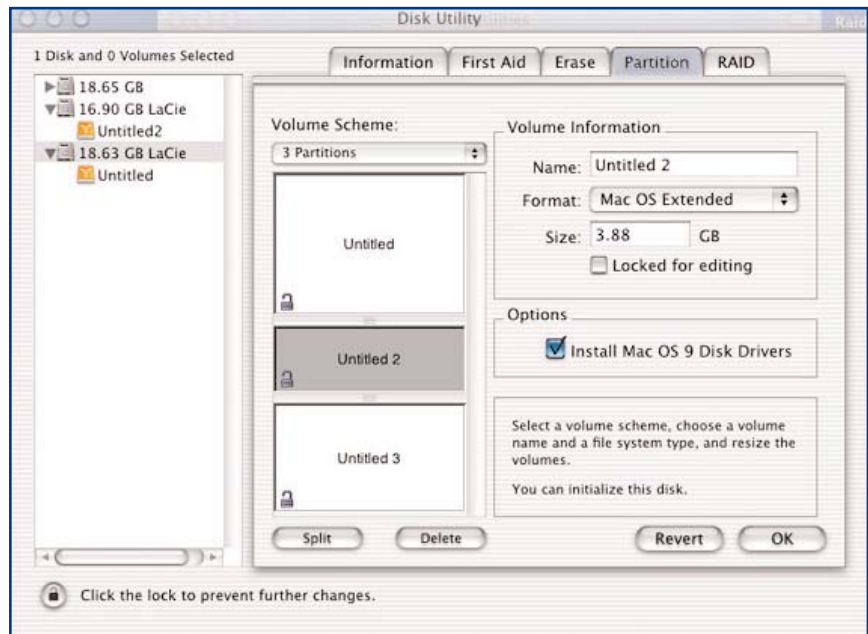 Disk Utility
1 Disk and 0 Volumes Selected
Information First Aid Erase Partition RAID
18.65 GB
16.90 GB LaCie
Untitled2
18.63 GB LaCie
Untitled
Volume Scheme:
3 Partitions
Untitled
Untitled 2
Untitled 3
Split Delete
Volume Information
Name: Untitled 2
Format: Mac OS Extended
Size: 3.88 GB
Locked for editing
Options
Install Mac OS 9 Disk Drivers
Select a volume scheme, choose a volume
name and a file system type, and resize the
volumes.
You can initialize this disk.
Revert OK
Click the lock to prevent further changes.